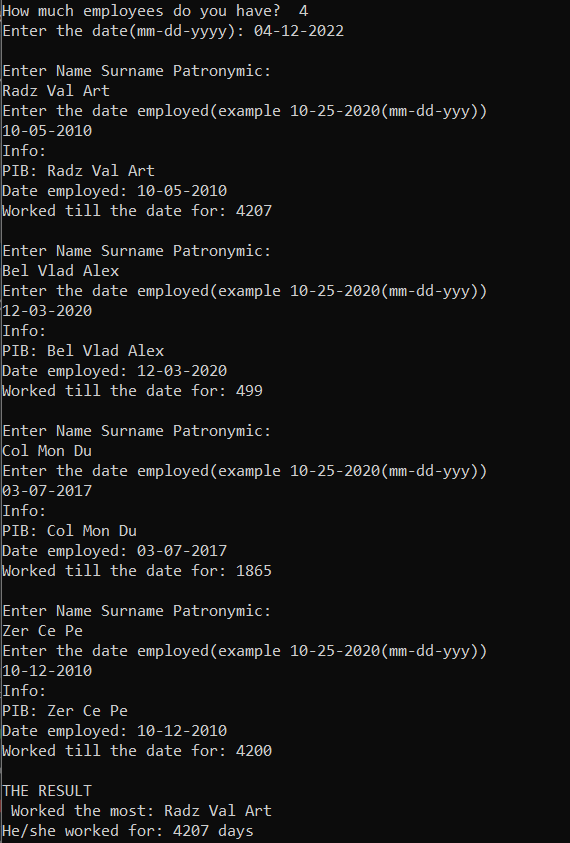 How much employees do you have?  4
Enter the date(mm-dd-yyyy): 04-12-2022
Enter Name Surname Patronymic:
Radz Val Art
Enter the date employed(example 10-25-2020(mm-dd-yyy))
10-05-2010
Info:
PIB: Radz Val Art
Date employed: 10-05-2010
Worked till the date for: 4207
Enter Name Surname Patronymic:
Bel Vlad Alex
Enter the date employed(example 10-25-2020(mm-dd-yyy))
12-03-2020
Info:
PIB: Bel Vlad Alex
Date employed: 12-03-2020
Worked till the date for: 499
Enter Name Surname Patronymic:
Col Mon Du
Enter the date employed(example 10-25-2020(mm-dd-yyy))
03-07-2017
Info:
PIB: Col Mon Du
Date employed: 03-07-2017
Worked till the date for: 1865
Enter Name Surname Patronymic:
Zer Ce Pe
Enter the date employed(example 10-25-2020(mm-dd-yyy))
10-12-2010
Info:
PIB: Zer Ce Pe
Date employed: 10-12-2010
Worked till the date for: 4200
THE RESULT
 Worked the most: Radz Val Art
He/she worked for: 4207 days